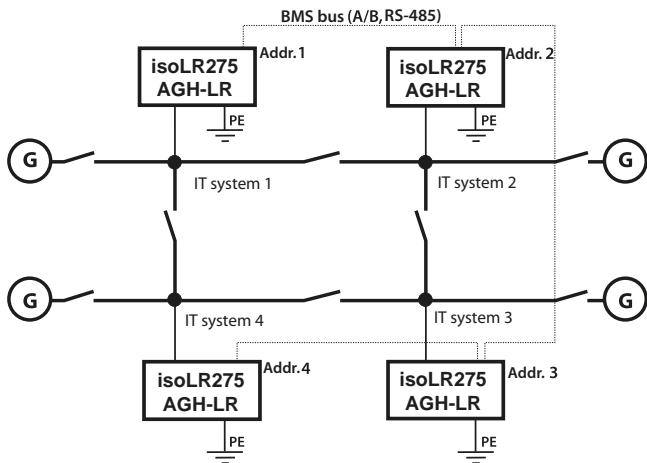 BMS bus (A/B, RS-485)
Addr. 1
isoLR275
AGH-LR
PE
Addr. 2
isoLR275
AGH-LR
PE
G
G
IT system 1
IT system 2
G
G
IT system 4
IT system 3
Addr. 4
isoLR275
AGH-LR
PE
Addr. 3
isoLR275
AGH-LR
PE